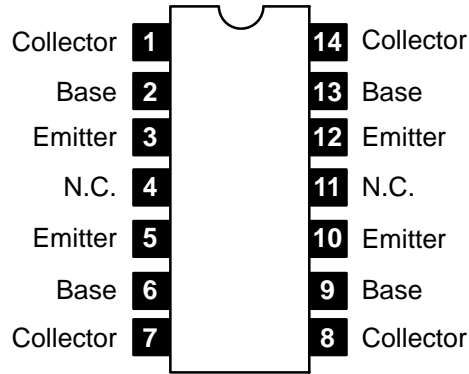 Collector 1 14 Collector
Base 2 13 Base
Emitter 3 12 Emitter
N.C. 4 11 N.C.
Emitter 5 10 Emitter
Base 6 9 Base
Collector 7 8 Collector